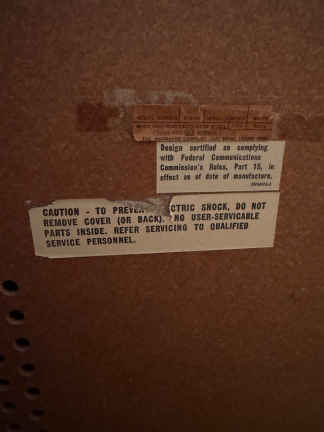 Design certified as complying
with Federal Communications
Commission's Rules, Part 15, in
effect as of date of manufacture.
CAUTION - TO PREVEN ECTRIC SHOCK, DO NOT
REMOVE COVER (OR BACK). NO USER-SERVICABLE
PARTS INSIDE. REFER SERVICING TO QUALIFIED
SERVICE PERSONNEL.